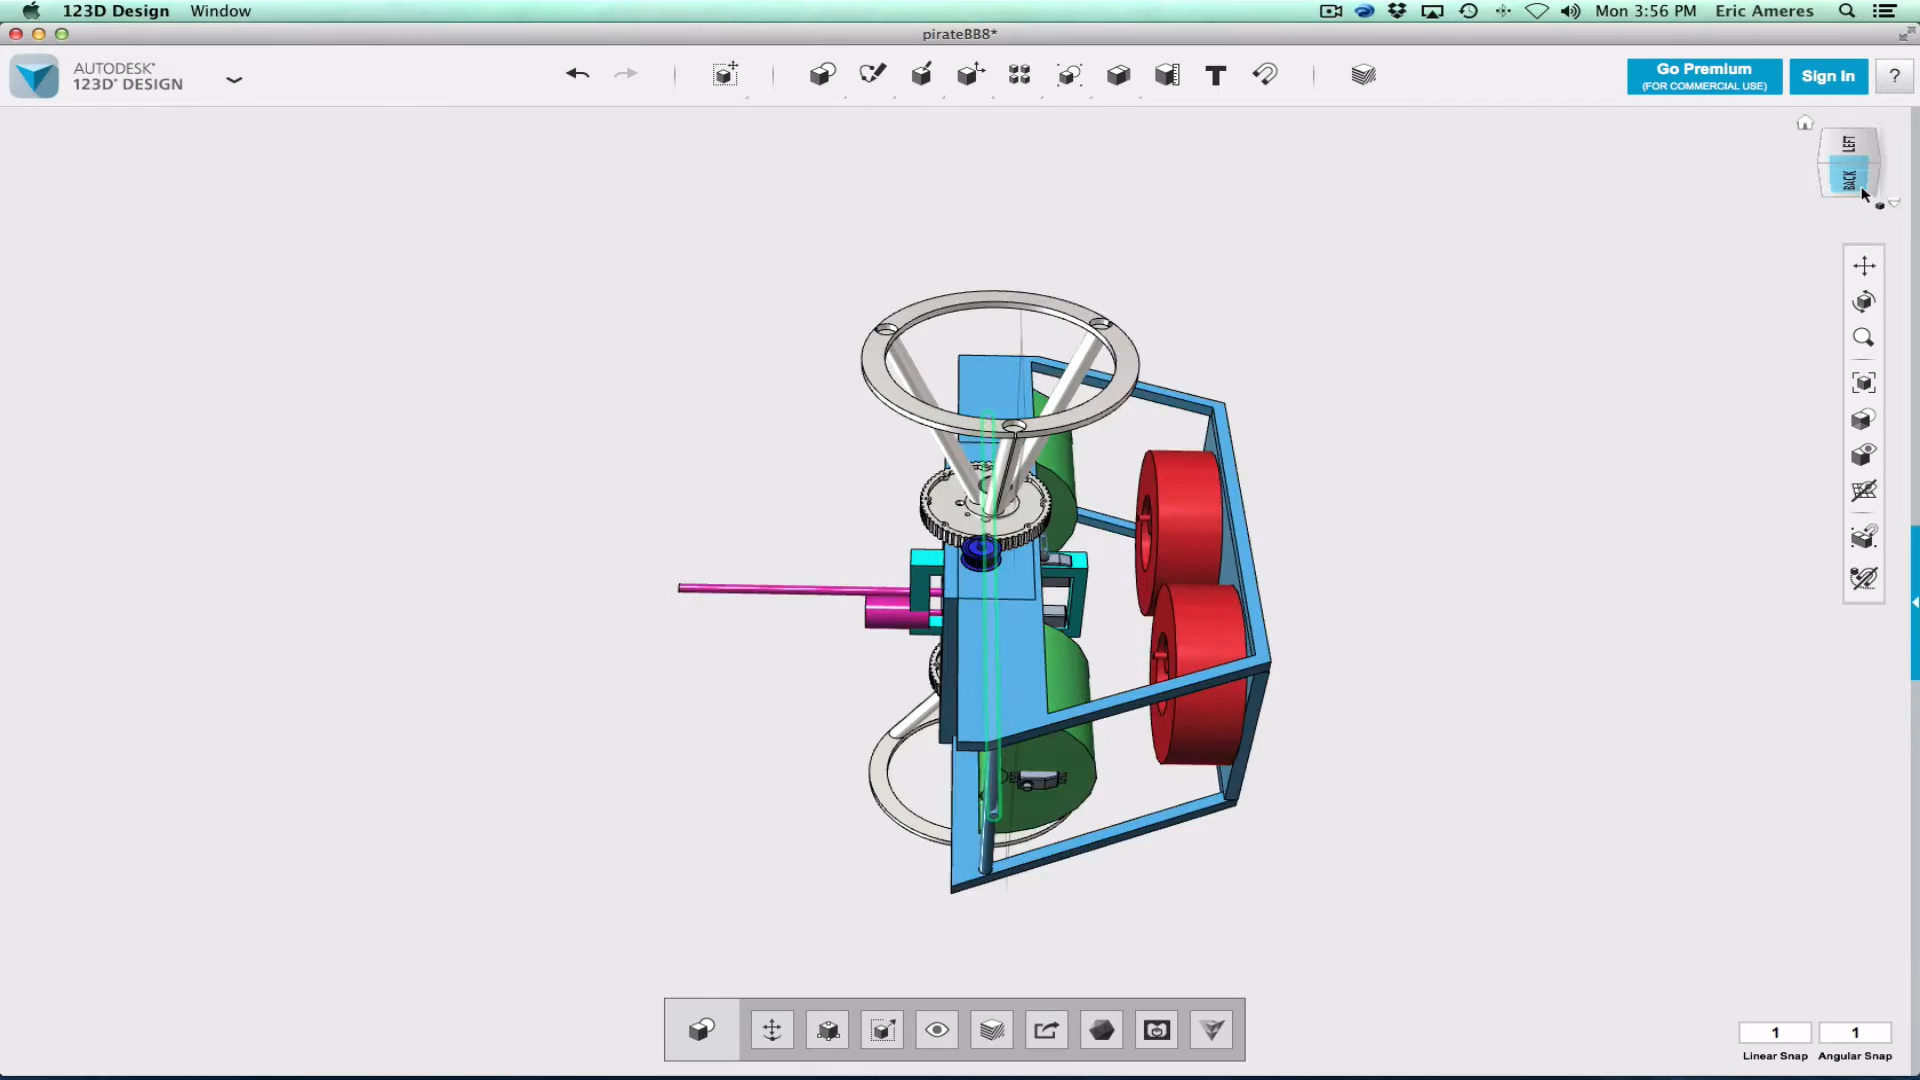 123D Design Window
Mon 3:56 PM Eric Ameres
pirateBB8*
AUTODESK®
123D® DESIGN
Go Premium
(FOR COMMERCIAL USE)
Sign In
?
LEFT
BACK
1 1
Linear Snap Angular Snap